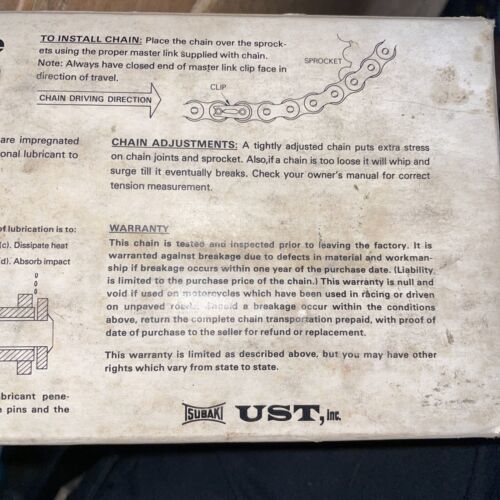 e
TO INSTALL CHAIN: Place the chain over the sprock-
ets using the proper master link supplied with chain.
Note: Always have closed end of master link clip face in
direction of travel.
SPROCKET
CLIP
CHAIN DRIVING DIRECTION
are impregnated
onal lubricant to
CHAIN ADJUSTMENTS: A tightly adjusted chain puts extra stress
on chain joints and sprocket. Also,if a chain is too loose it will whip and
surge till it eventually breaks. Check your owner's manual for correct
tension measurement.
of lubrication is to:
(c). Dissipate heat
(d). Absorb impact
WARRANTY
This chain is tested and inspected prior to leaving the factory. It is
warranted against breakage due to defects in material and workman-
ship if breakage occurs within one year of the purchase date. (Liability
is limited to the purchase price of the chain.) This warranty is null and
void if used on motorcycles which have been used in racing or driven
on unpaved roads. Should a breakage occur within the conditions
above, return the complete chain transportation prepaid, with proof of
date of purchase to the seller for refund or replacement.
This warranty is limited as described above, but you may have other
rights which vary from state to state.
ubricant pene-
e pins and the
TSUBAKI UST, inc.